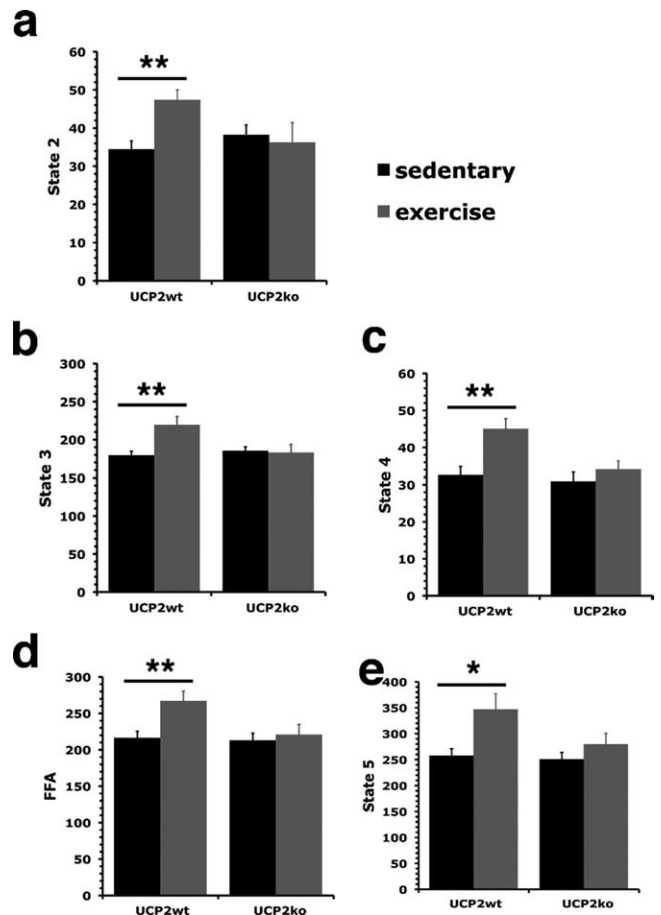 a
**
State 2
60
50
40
30
20
10
0
UCP2wt UCP2ko
sedentary
exercise
b
**
State 3
300
250
200
150
100
50
0
UCP2wt UCP2ko
c
**
State 4
60
50
40
30
20
10
0
UCP2wt UCP2ko
d
**
FFA
300
250
200
150
100
50
0
UCP2wt UCP2ko
e
*
State 5
400
350
300
250
200
150
100
50
0
UCP2wt UCP2ko